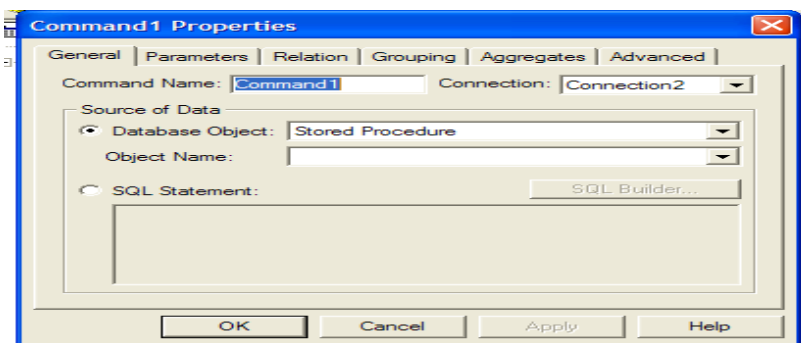 Command1 Properties
General Parameters Relation Grouping Aggregates Advanced
Command Name: Command1 Connection: Connection2
Source of Data
Database Object: Stored Procedure
Object Name:
SQL Statement: SQL Builder...
OK Cancel Apply Help